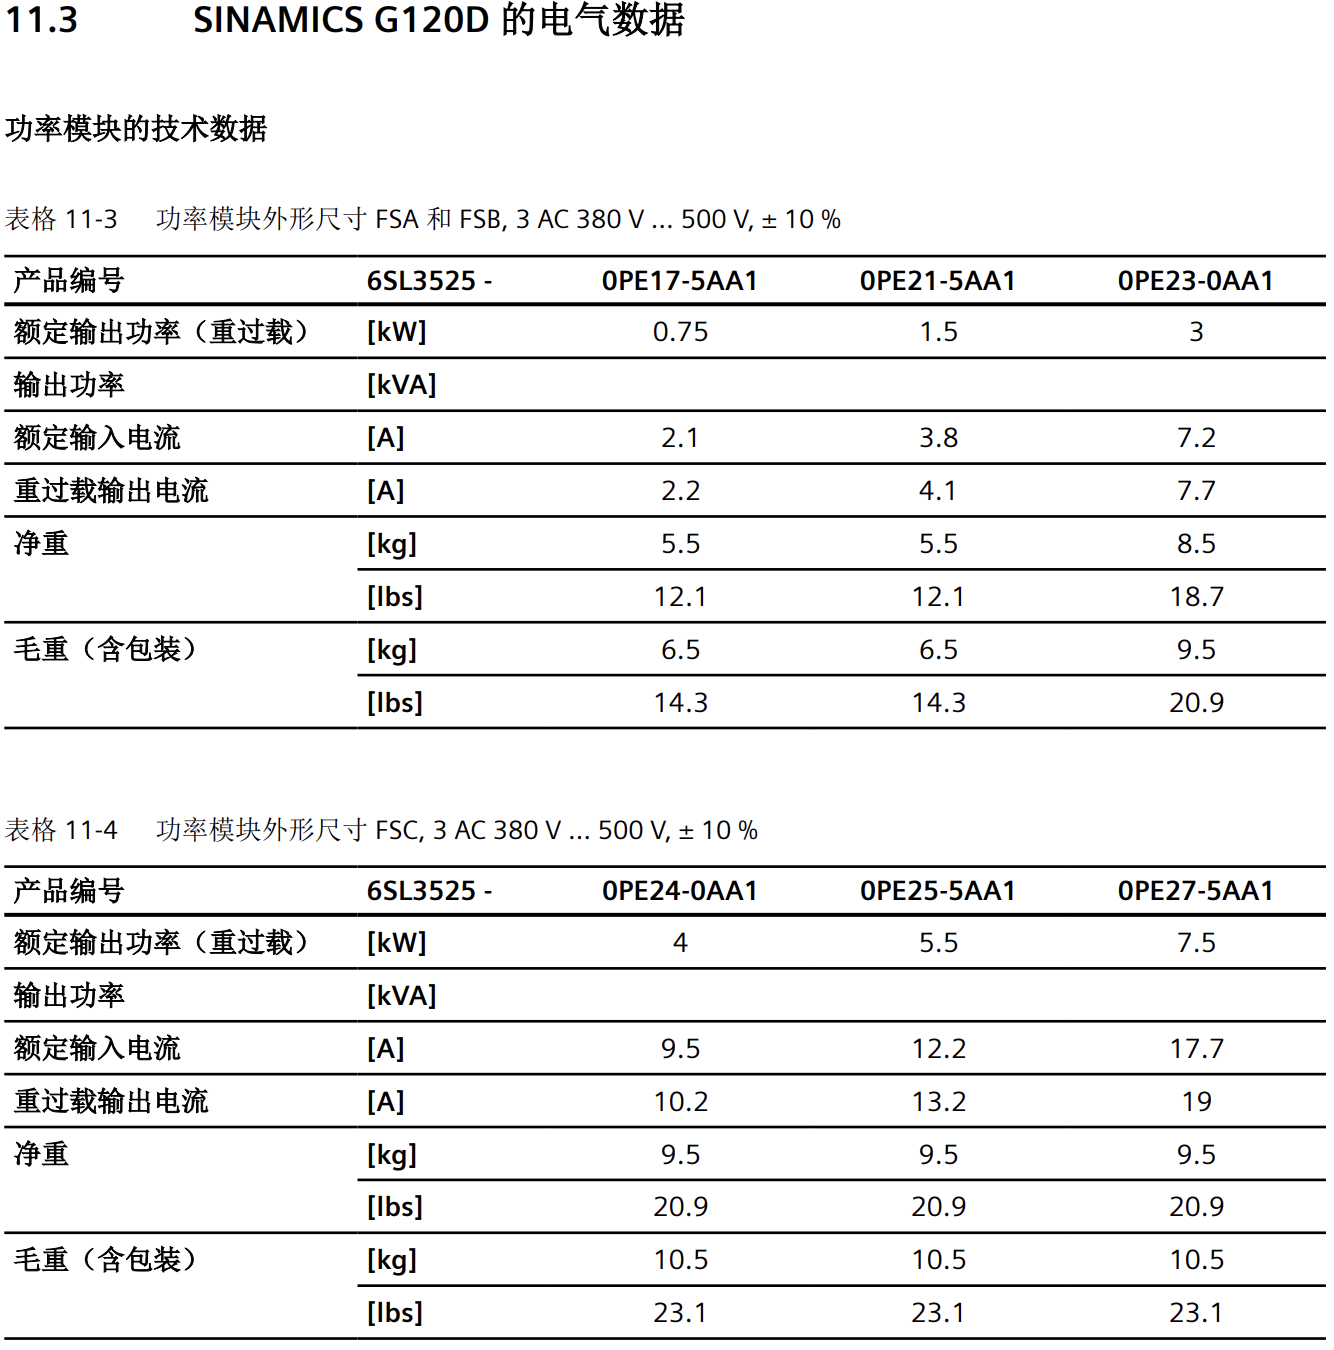 11.3 SINAMICS G120D 的电气数据
功率模块的技术数据
表格 11-3 功率模块外形尺寸 FSA 和 FSB, 3 AC 380 V … 500 V, ± 10 %
产品编号 6SL3525 - 0PE17-5AA1 0PE21-5AA1 0PE23-0AA1
额定输出功率（重过载） [kW] 0.75 1.5 3
输出功率 [kVA]
额定输入电流 [A] 2.1 3.8 7.2
重过载输出电流 [A] 2.2 4.1 7.7
净重 [kg] 5.5 5.5 8.5
[lbs] 12.1 12.1 18.7
毛重（含包装） [kg] 6.5 6.5 9.5
[lbs] 14.3 14.3 20.9
表格 11-4 功率模块外形尺寸 FSC, 3 AC 380 V … 500 V, ± 10 %
产品编号 6SL3525 - 0PE24-0AA1 0PE25-5AA1 0PE27-5AA1
额定输出功率（重过载） [kW] 4 5.5 7.5
输出功率 [kVA]
额定输入电流 [A] 9.5 12.2 17.7
重过载输出电流 [A] 10.2 13.2 19
净重 [kg] 9.5 9.5 9.5
[lbs] 20.9 20.9 20.9
毛重（含包装） [kg] 10.5 10.5 10.5
[lbs] 23.1 23.1 23.1